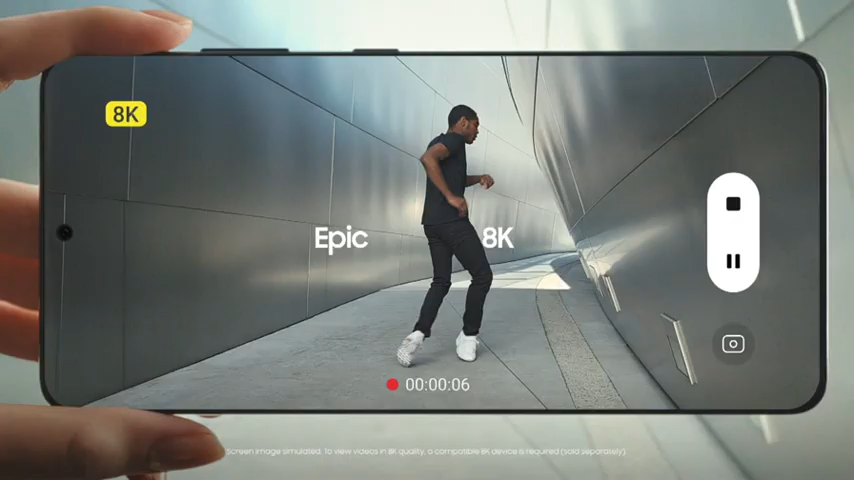 8K
Epic 8K
00:00:06
screen image simulated. To view videos in 8K quality, a compatible 8K device is required (sold separately)